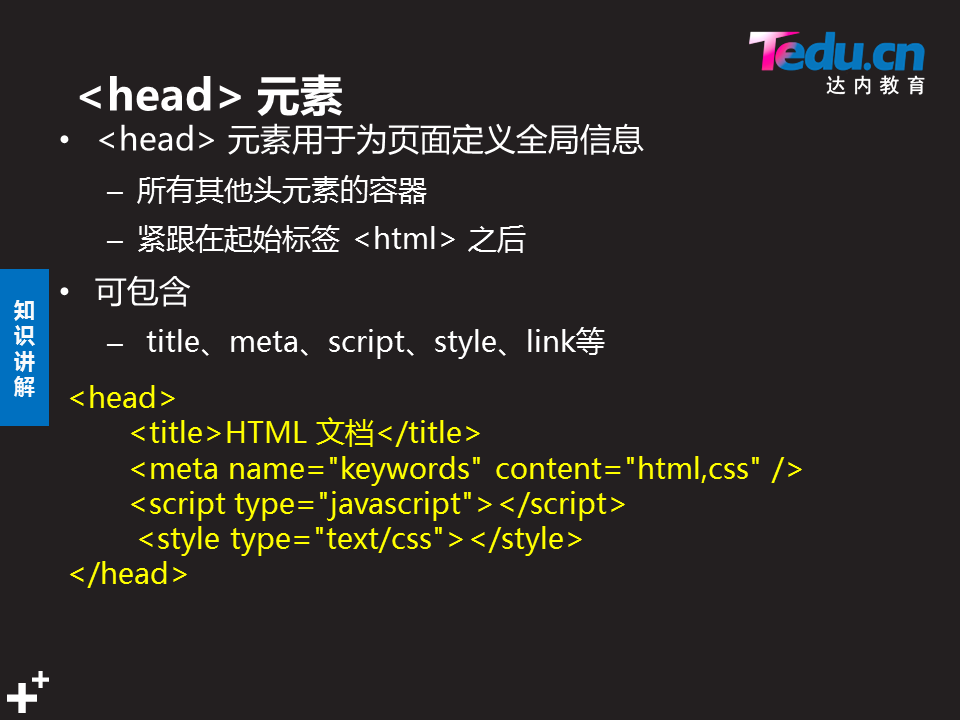 Tedu.cn
达内教育
<head> 元素
• <head> 元素用于为页面定义全局信息
– 所有其他头元素的容器
– 紧跟在起始标签 <html> 之后
• 可包含
– title、meta、script、style、link等
知识讲解
<head>
<title>HTML 文档</title>
<meta name="keywords" content="html,css" />
<script type="javascript"></script>
<style type="text/css"></style>
</head>